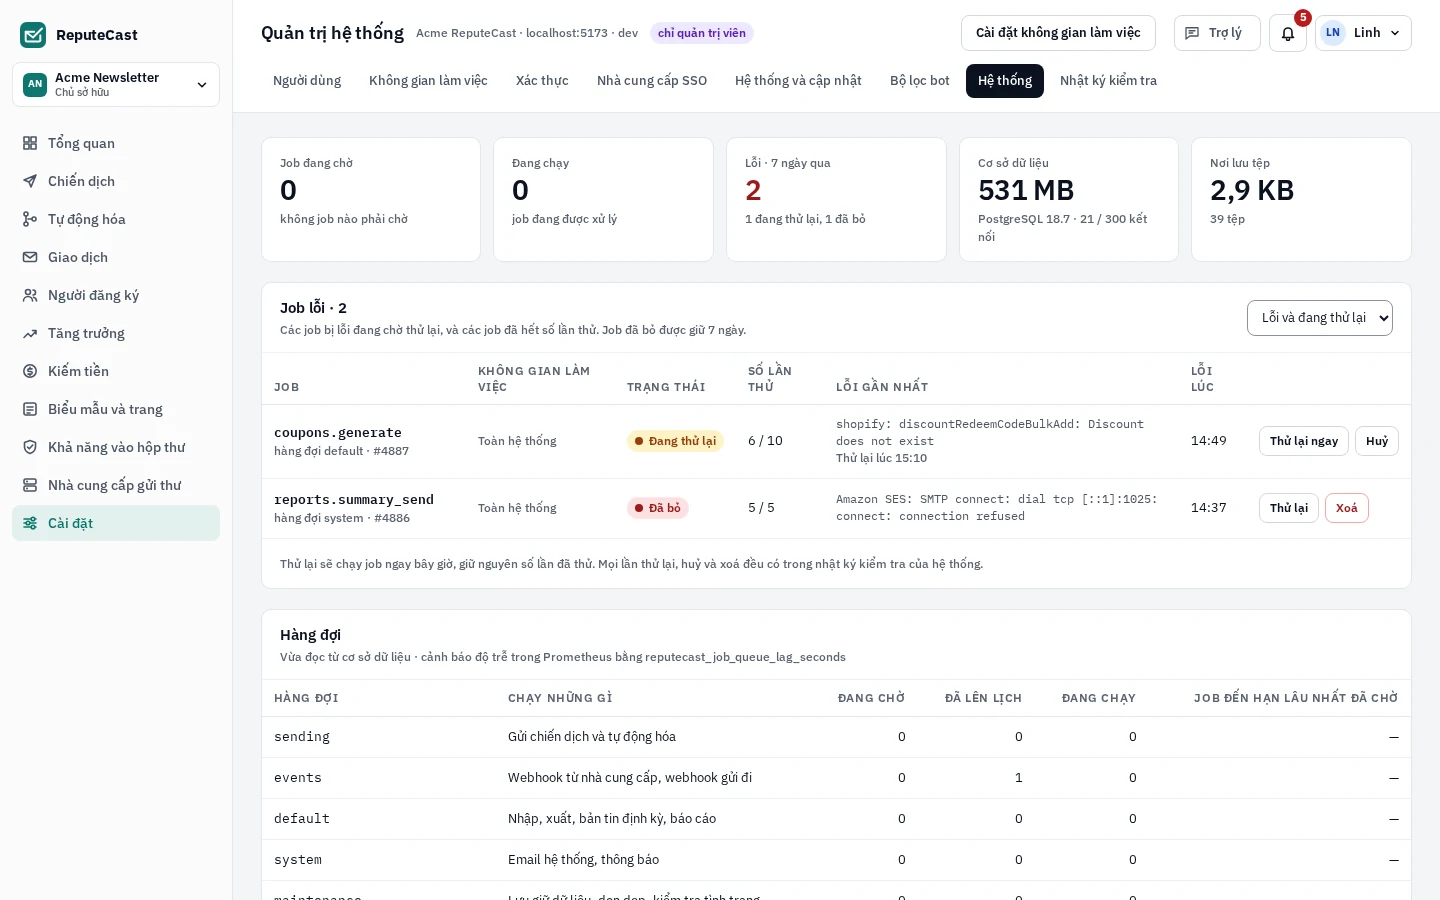 ReputeCast
AN
Acme Newsletter
Chủ sở hữu
Tổng quan
Chiến dịch
Tự động hóa
Giao dịch
Người đăng ký
Tăng trưởng
Kiếm tiền
Biểu mẫu và trang
Khả năng vào hộp thư
Nhà cung cấp gửi thư
Cài đặt
Quản trị hệ thống
Acme ReputeCast · localhost:5173 · dev
chỉ quản trị viên
Cài đặt không gian làm việc
Trợ lý
5
LN
Linh
Người dùng
Không gian làm việc
Xác thực
Nhà cung cấp SSO
Hệ thống và cập nhật
Bộ lọc bot
Hệ thống
Nhật ký kiểm tra
Job đang chờ
0
không job nào phải chờ
Đang chạy
0
job đang được xử lý
Lỗi · 7 ngày qua
2
1 đang thử lại, 1 đã bỏ
Cơ sở dữ liệu
531 MB
PostgreSQL 18.7 · 21 / 300 kết
nối
Nơi lưu tệp
2,9 KB
39 tệp
Job lỗi · 2
Các job bị lỗi đang chờ thử lại, và các job đã hết số lần thử. Job đã bỏ được giữ 7 ngày.
Lỗi và đang thử lại
JOB
KHÔNG GIAN LÀM
VIỆC
TRẠNG THÁI
SỐ LẦN
THỬ
LỖI GẦN NHẤT
LỖI
LÚC
coupons.generate
hàng đợi default · #4887
Toàn hệ thống
Đang thử lại
6 / 10
shopify: discountRedeemCodeBulkAdd: Discount
does not exist
Thử lại lúc 15:10
14:49
Thử lại ngay
Huỷ
reports.summary_send
hàng đợi system · #4886
Toàn hệ thống
Đã bỏ
5 / 5
Amazon SES: SMTP connect: dial tcp [::1]:1025:
connect: connection refused
14:37
Thử lại
Xoá
Thử lại sẽ chạy job ngay bây giờ, giữ nguyên số lần đã thử. Mọi lần thử lại, huỷ và xoá đều có trong nhật ký kiểm tra của hệ thống.
Hàng đợi
Vừa đọc từ cơ sở dữ liệu · cảnh báo độ trễ trong Prometheus bằng reputecast_job_queue_lag_seconds
HÀNG ĐỢI
CHẠY NHỮNG GÌ
ĐANG CHỜ
ĐÃ LÊN LỊCH
ĐANG CHẠY
JOB ĐẾN HẠN LÂU NHẤT ĐÃ CHỜ
sending
Gửi chiến dịch và tự động hóa
0
0
0
—
events
Webhook từ nhà cung cấp, webhook gửi đi
0
1
0
—
default
Nhập, xuất, bản tin định kỳ, báo cáo
0
0
0
—
system
Email hệ thống, thông báo
0
0
0
—
maintenance
Lưu giữ dữ liệu, dọn dẹp, kiểm tra tình trạng
0
0
0
—